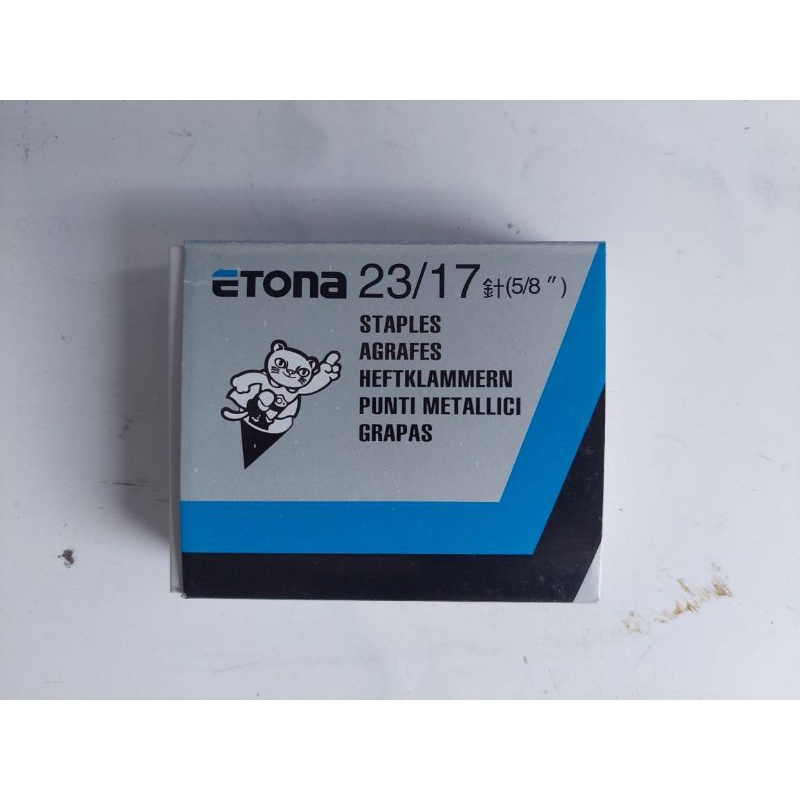 ETONA 23/17 針(5/8")
STAPLES
AGRAFES
HEFTKLAMMERN
PUNTI METALLICI
GRAPAS